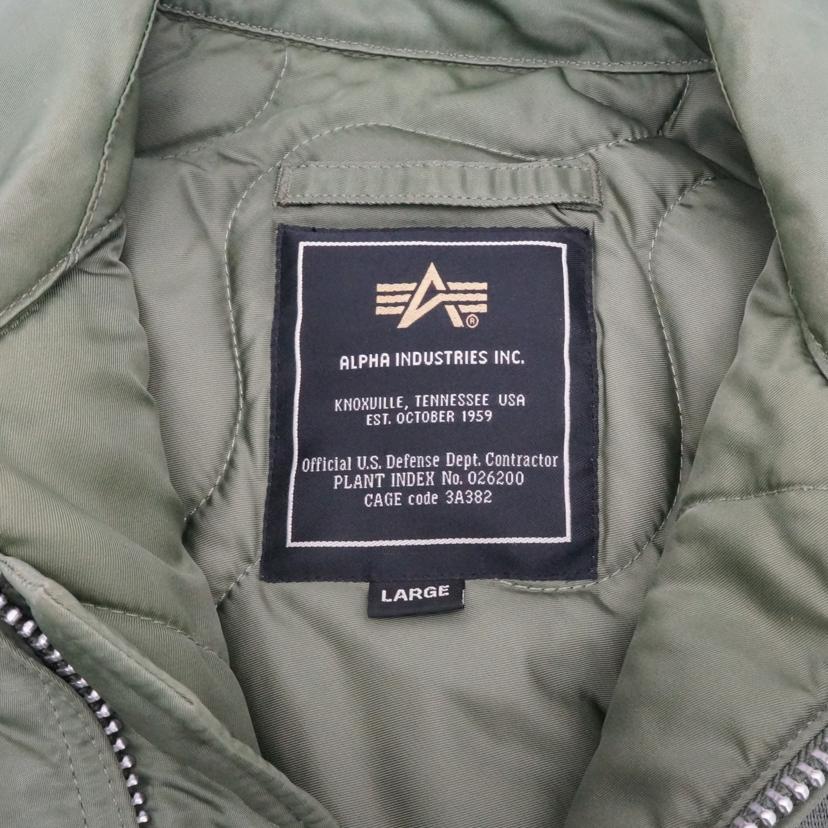 ®
ALPHA INDUSTRIES INC.
KNOXVILLE, TENNESSEE USA
EST. OCTOBER 1959
Official U.S. Defense Dept. Contractor
PLANT INDEX No. 026200
CAGE code 3A382
LARGE